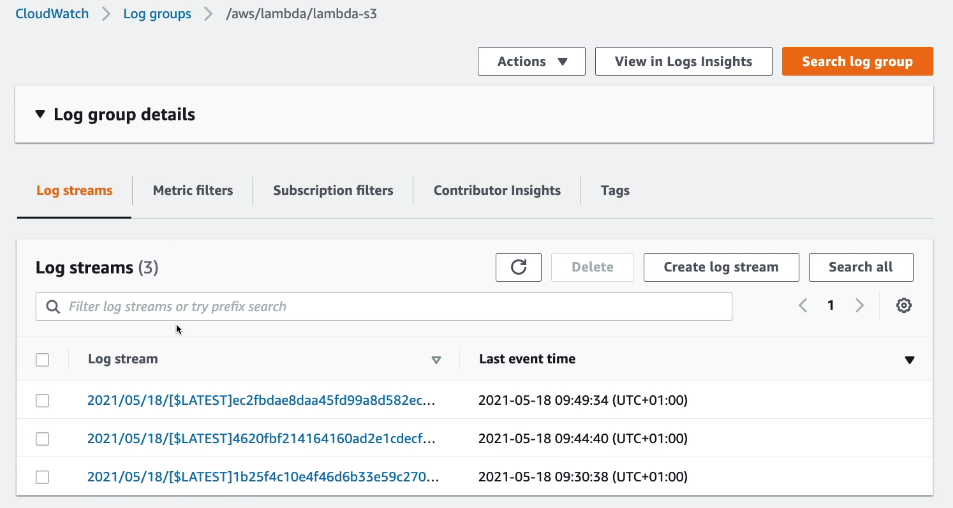 CloudWatch > Log groups > /aws/lambda/lambda-s3
Actions ▼ View in Logs Insights Search log group
▼ Log group details
Log streams Metric filters Subscription filters Contributor Insights Tags
Log streams (3) Delete Create log stream Search all
Filter log streams or try prefix search < 1 >
Log stream Last event time
2021/05/18/[$LATEST]ec2fbdae8daa45fd99a8d582ec... 2021-05-18 09:49:34 (UTC+01:00)
2021/05/18/[$LATEST]4620fbf214164160ad2e1cdecf... 2021-05-18 09:44:40 (UTC+01:00)
2021/05/18/[$LATEST]1b25f4c10e4f46d6b33e59c270... 2021-05-18 09:30:38 (UTC+01:00)